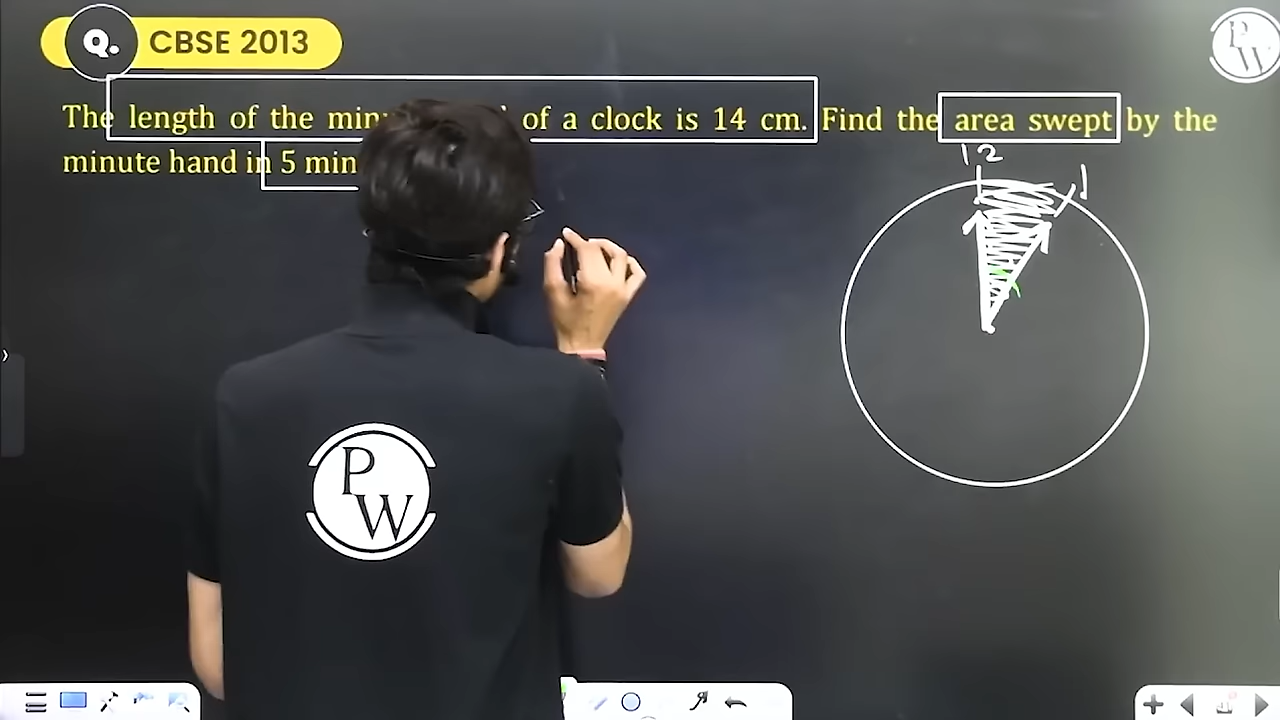 Q. CBSE 2013
The length of the of a clock is 14 cm. Find the area swept by the
minute hand in 5 min
12
1
P
W
PW